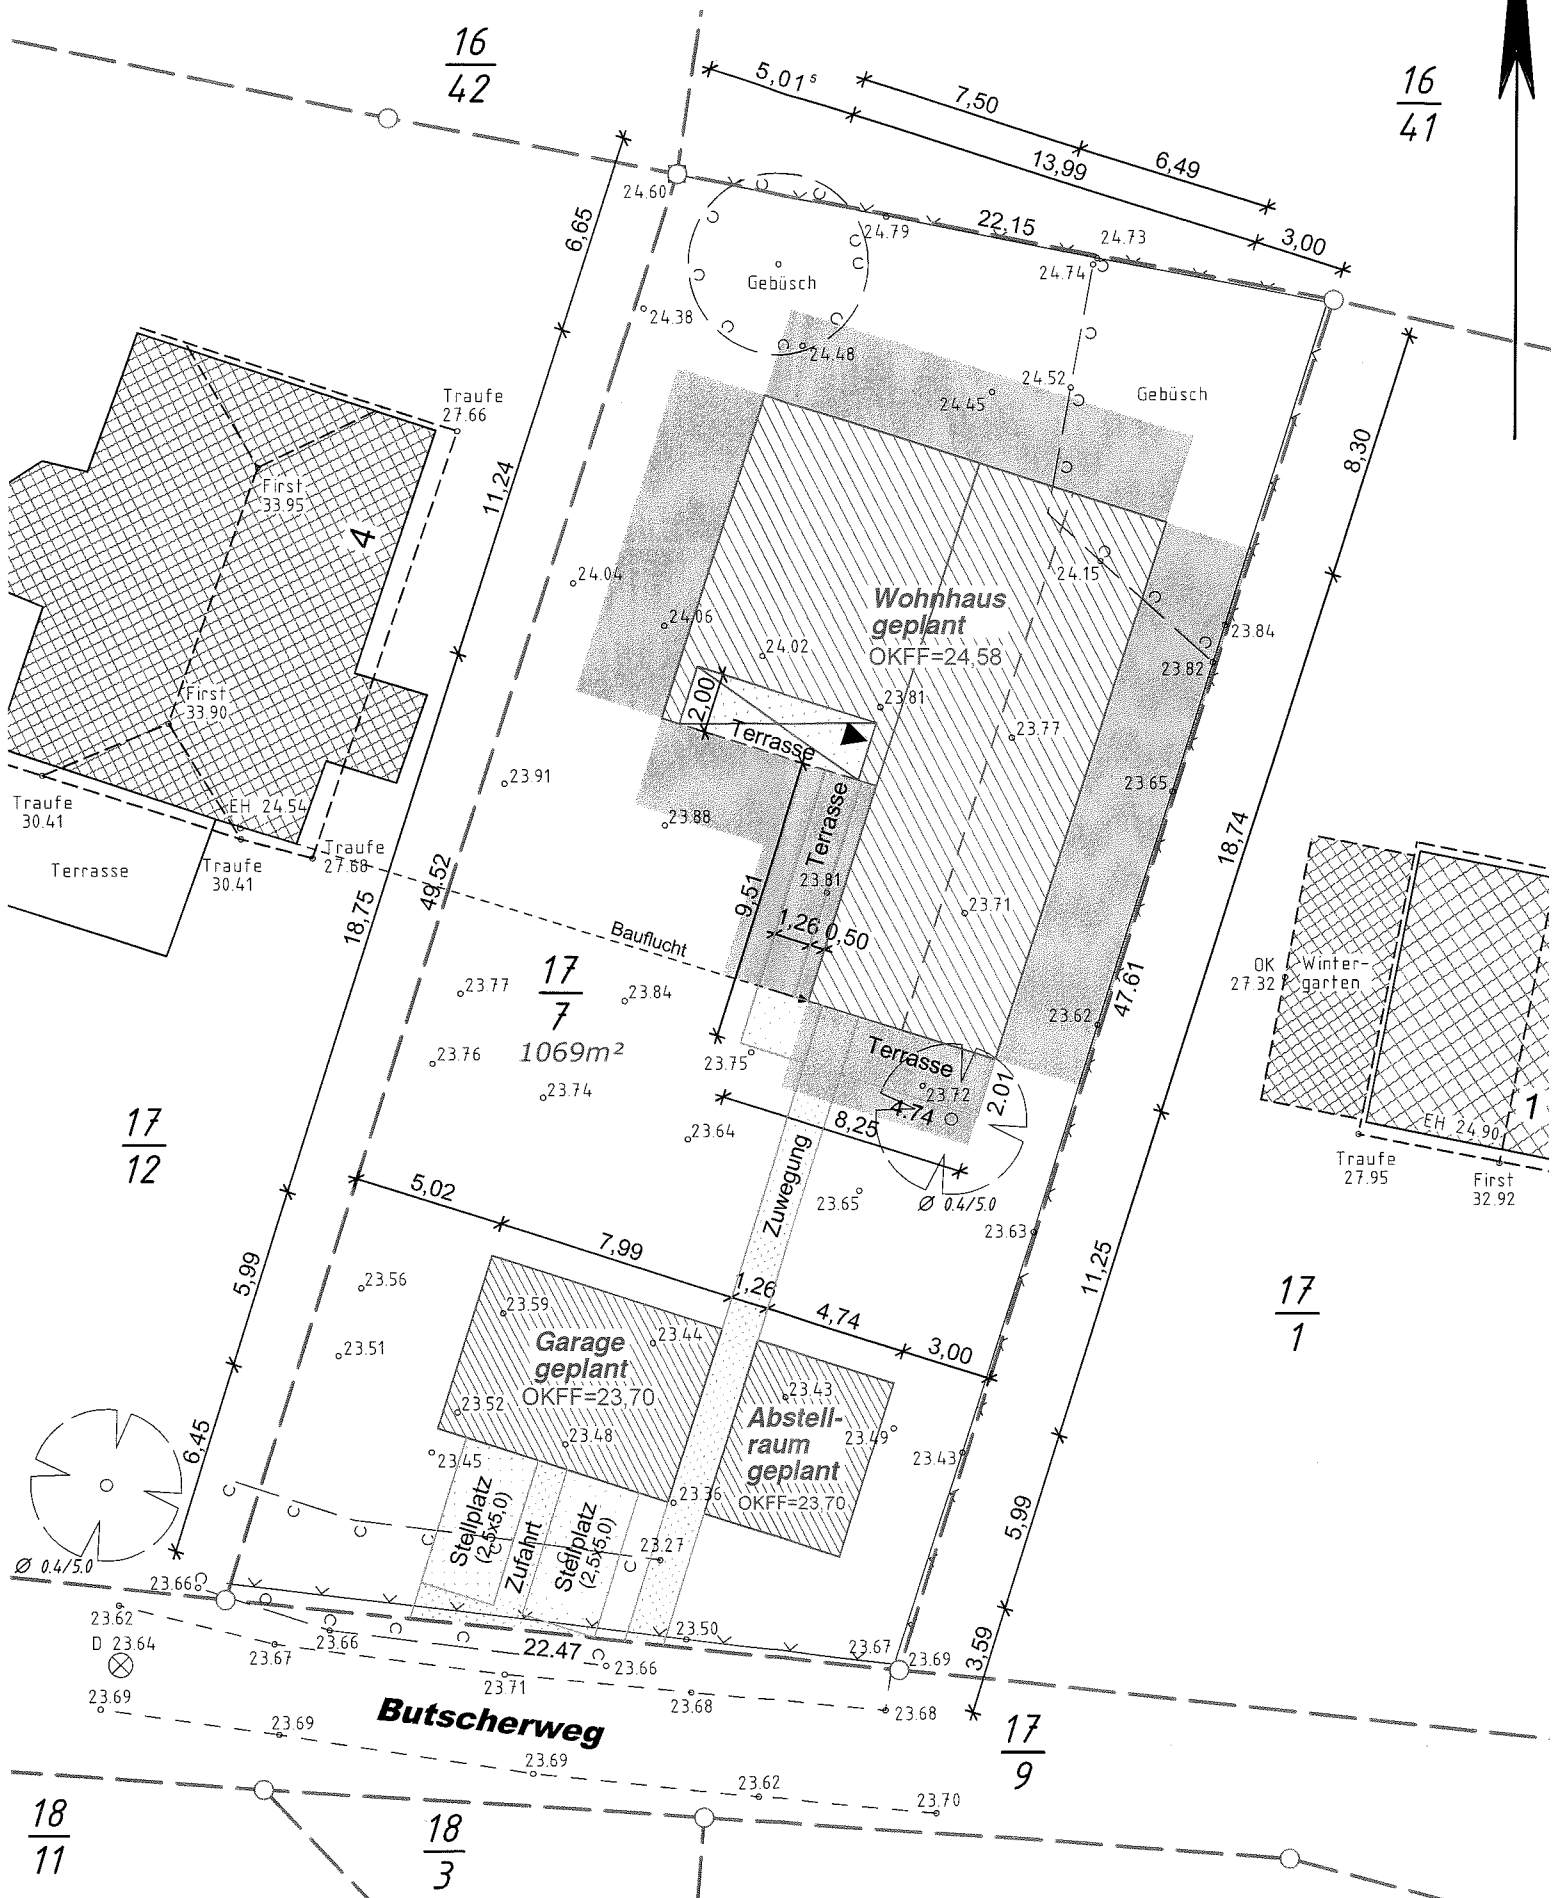 16
42
16
41
5,01⁵
7,50
13,99
6,49
3,00
22,15
24.60
24.79
24.73
24.74
6,65
Gebüsch
24.38
24.48
24.52
24.45
Gebüsch
Traufe
27.66
8,30
11,24
First
33.95
4
24.04
24.06
24.02
Wohnhaus
geplant
OKFF=24,58
24.15
23.84
23.82
First
33.90
2,00
Terrasse
23.81
23.77
23.91
23.65
Traufe
30.41
EH 24.54
23.88
Terrasse
18,74
Traufe
27.68
Traufe
30.41
Terrasse
49.52
18,75
23.81
9,51
23.71
1,26
0,50
Bauflucht
17
7
1069m²
23.77
23.84
OK
27.32
Winter-
garten
47.61
23.62
23.76
23.74
23.75
Terrasse
23.72
2.01
4.74
8,25
1
EH 24.90
17
12
23.64
Traufe
27.95
First
32.92
Zuwegung
5,02
23.65
Ø 0.4/5.0
23.63
7,99
5,99
11,25
23.56
1,26
4,74
17
1
23.59
23.44
3,00
Garage
geplant
OKFF=23,70
23.51
23.43
23.52
Abstell-
raum
geplant
OKFF=23,70
23.48
23.49
23.43
6,45
23.45
23.36
Stellplatz
(2,5x5,0)
Zufahrt
Stellplatz
(2,5x5,0)
5,99
23.27
Ø 0.4/5.0
23.66
23.62
D 23.64
23.66
23.67
22.47
23.50
23.67
23.69
3,59
23.66
23.71
23.68
23.68
23.69
23.69
Butscherweg
17
9
23.69
23.62
23.70
18
11
18
3